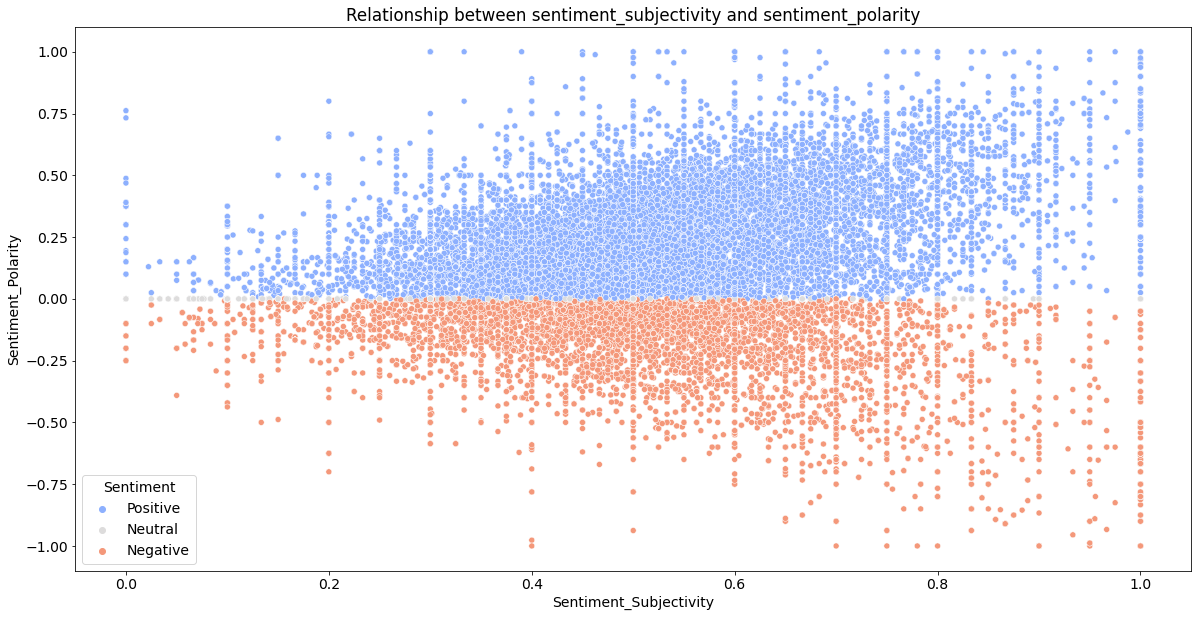 Relationship between sentiment_subjectivity and sentiment_polarity
1.00
0.75
0.50
0.25
0.00
−0.25
−0.50
−0.75
−1.00
Sentiment_Polarity
Sentiment
Positive
Neutral
Negative
0.0 0.2 0.4 0.6 0.8 1.0
Sentiment_Subjectivity